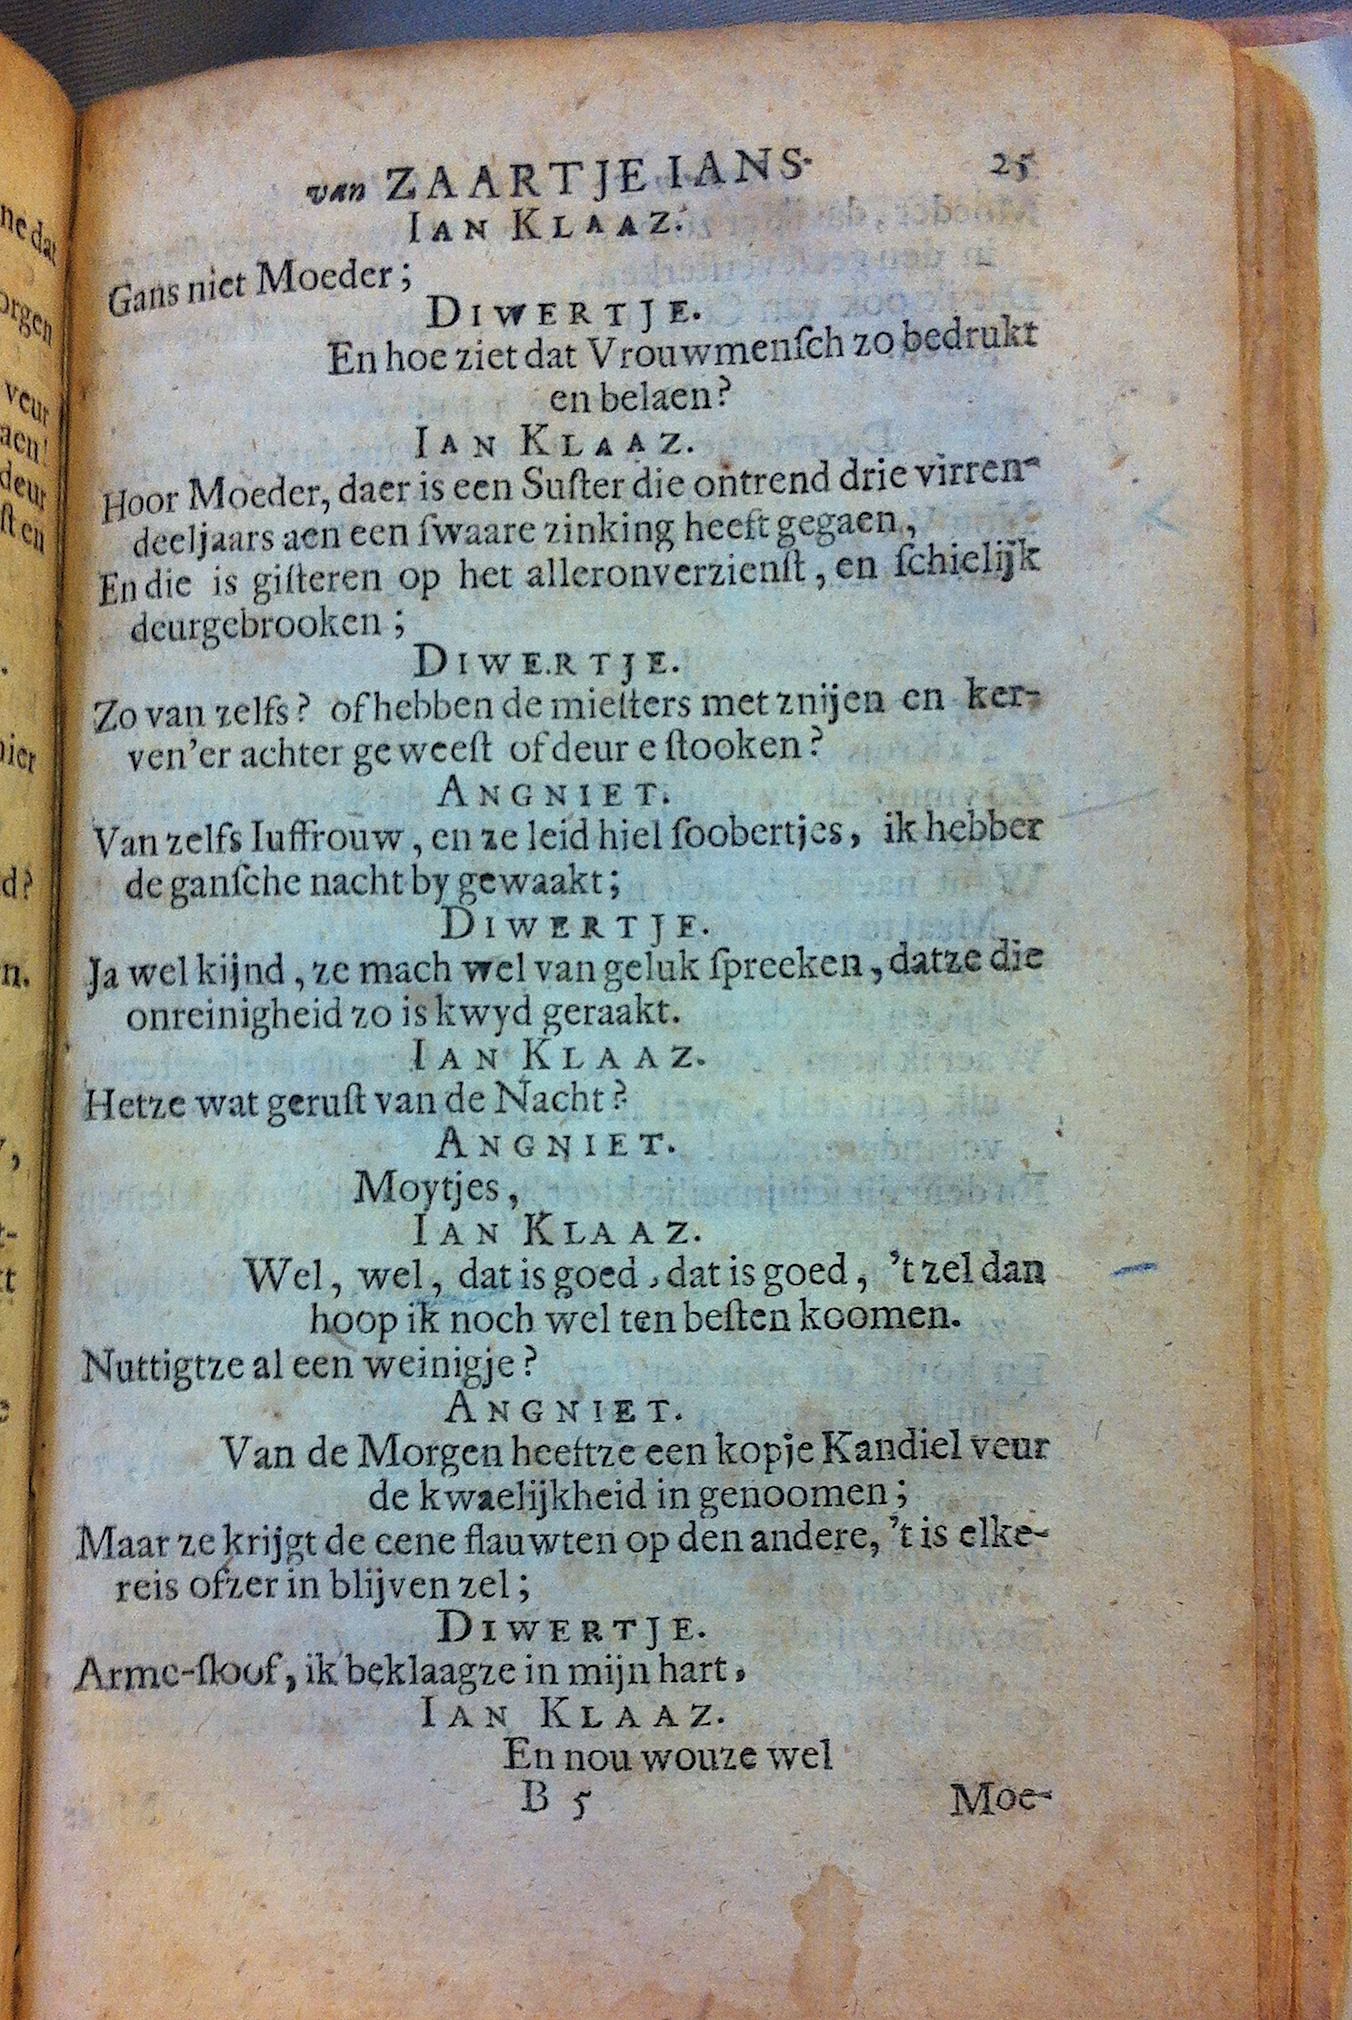 van ZAARTJE IANS. 25
IAN KLAAZ.
Gans niet Moeder;
DIWERTJE.
En hoe ziet dat Vrouwmenſch zo bedrukt
en belaen?
IAN KLAAZ.
Hoor Moeder, daer is een Suſter die ontrend drie virren-
deeljaars aen een ſwaare zinking heeft gegaen,
En die is giſteren op het alleronverzienſt, en ſchielijk
deurgebrooken;
DIWERTJE.
Zo van zelfs? of hebben de mieſters met znijen en ker-
ven'er achter geweeſt of deur e ſtooken?
ANGNIET.
Van zelfs Iuffrouw, en ze leid hiel ſoobertjes, ik hebber
de ganſche nacht by gewaakt;
DIWERTJE.
Ja wel kijnd, ze mach wel van geluk ſpreeken, datze die
onreinigheid zo is kwyd geraakt.
IAN KLAAZ.
Hetze wat geruſt van de Nacht?
ANGNIET.
Moytjes,
IAN KLAAZ.
Wel, wel, dat is goed, dat is goed, 't zel dan
hoop ik noch wel ten beſten koomen.
Nuttigtze al een weinigje?
ANGNIET.
Van de Morgen heeftze een kopje Kandiel veur
de kwaelijkheid in genoomen;
Maar ze krijgt de eene flauwten op den andere, 't is elke-
reis ofzer in blijven zel;
DIWERTJE.
Arme-ſloof, ik beklaagze in mijn hart,
IAN KLAAZ.
En nou wouze wel
B 5 Moe-